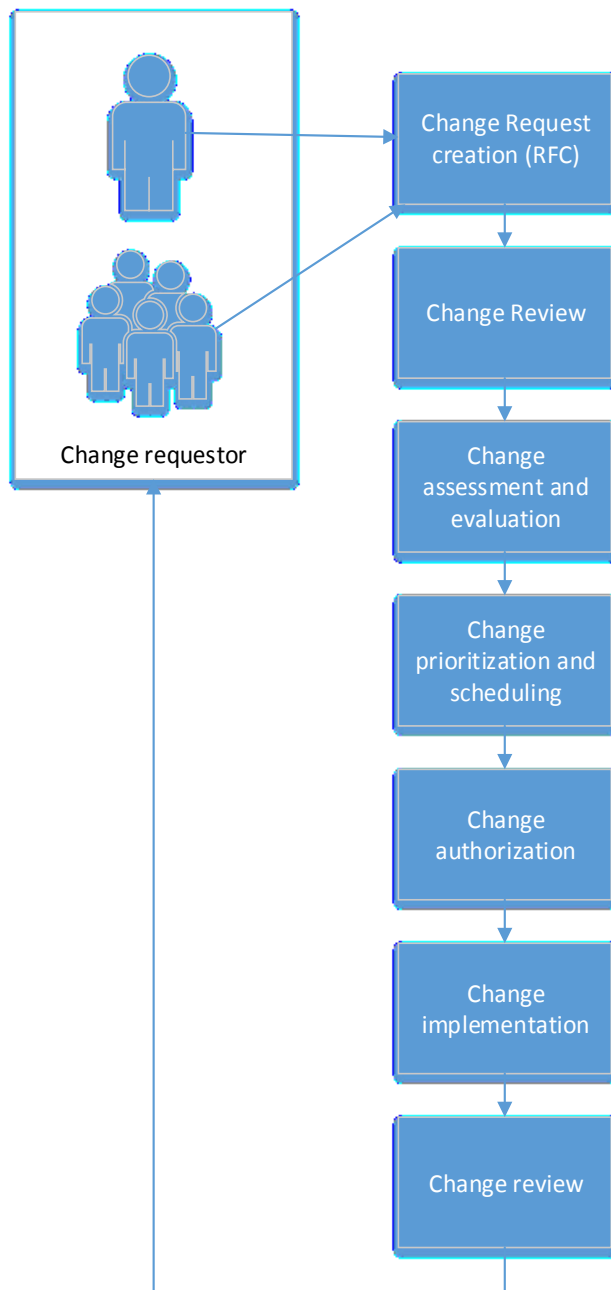 Change requestor
Change Request
creation (RFC)
Change Review
Change
assessment and
evaluation
Change
prioritization and
scheduling
Change
authorization
Change
implementation
Change review